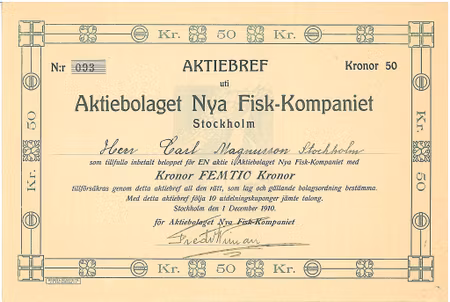 Kr. 50 Kr.
N:r 093 AKTIEBREF Kronor 50
uti
Aktiebolaget Nya Fisk-Kompaniet
Stockholm
Herr Carl Magnusson Stockholm
som tillfullo inbetalt beloppet för EN aktie i Aktiebolaget Nya Fisk-Kompaniet med
Kronor FEMTIO Kronor
tillförsäkras genom detta aktiebref all den rätt, som lag och gällande bolagsordning bestämma.
Med detta aktiebref följa 10 utdelningskuponger jämte talong.
Stockholm den 1 December 1910.
för Aktiebolaget Nya Fisk-Kompaniet
50
50
Kr. 50 Kr.